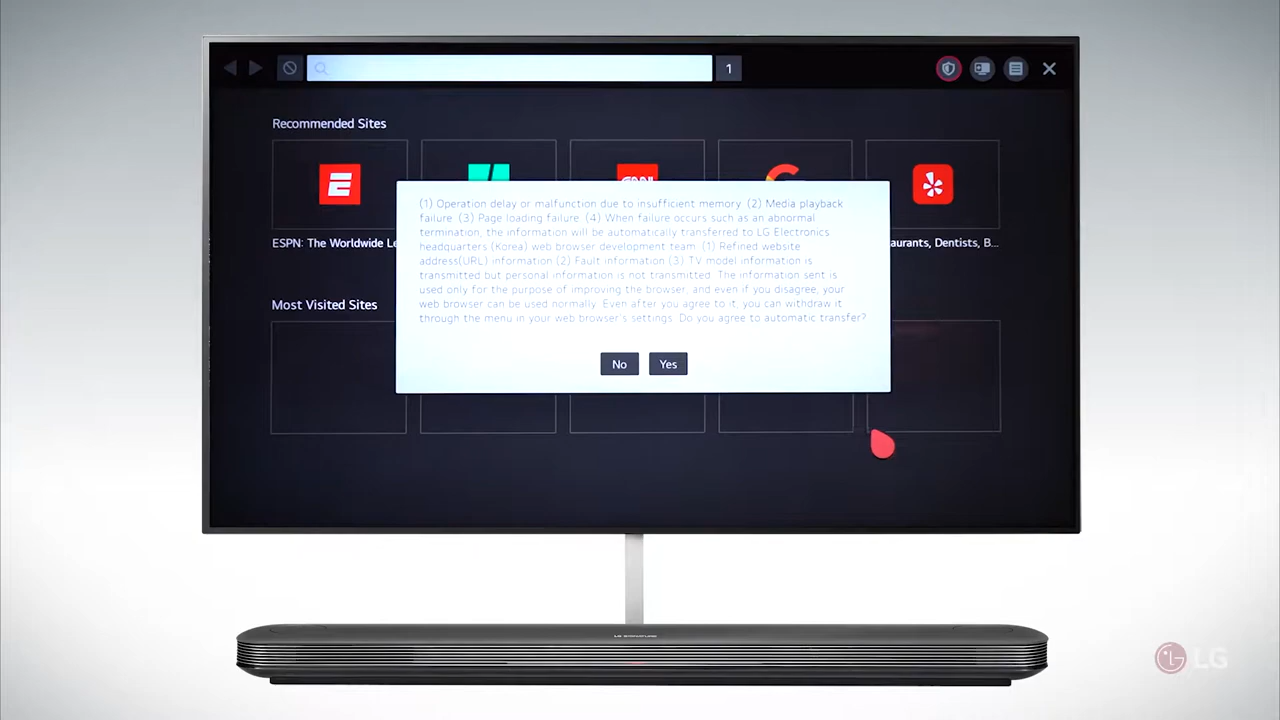 1
Recommended Sites
CNN
ESPN: The Worldwide Le
aurants, Dentists, B...
(1) Operation delay or malfunction due to insufficient memory. (2) Media playback
failure. (3) Page loading failure. (4) When failure occurs such as an abnormal
termination, the information will be automatically transferred to LG Electronics
headquarters (Korea) web browser development team. (1) Refined website
address(URL) information (2) Fault information (3) TV model information is
transmitted but personal information is not transmitted. The information sent is
used only for the purpose of improving the browser, and even if you disagree, your
web browser can be used normally. Even after you agree to it, you can withdraw it
through the menu in your web browser's settings. Do you agree to automatic transfer?
Most Visited Sites
No Yes
LG SIGNATURE
LG